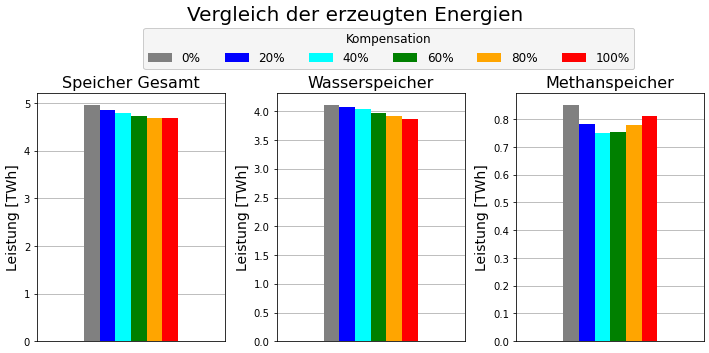 Vergleich der erzeugten Energien
Kompensation
0% 20% 40% 60% 80% 100%
Speicher Gesamt
Leistung [TWh]
5
4
3
2
1
0
Wasserspeicher
Leistung [TWh]
4.0
3.5
3.0
2.5
2.0
1.5
1.0
0.5
0.0
Methanspeicher
Leistung [TWh]
0.8
0.7
0.6
0.5
0.4
0.3
0.2
0.1
0.0